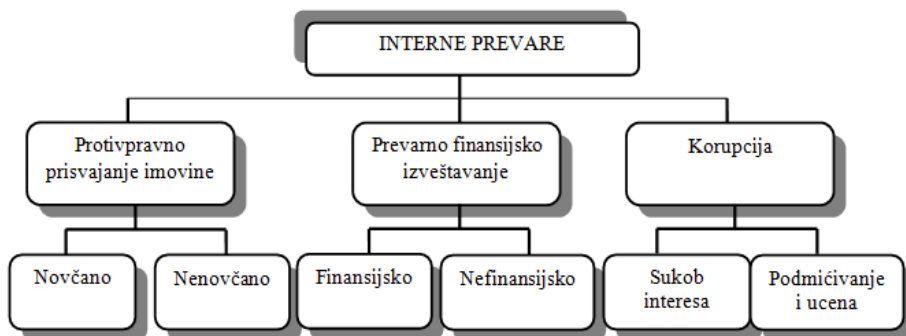 INTERNE PREVARE
Protivpravno
prisvajanje imovine
Prevarno finansijsko
izveštavanje
Korupcija
Novčano
Nenovčano
Finansijsko
Nefinansijsko
Sukob
interesa
Podmićivanje
i ucena